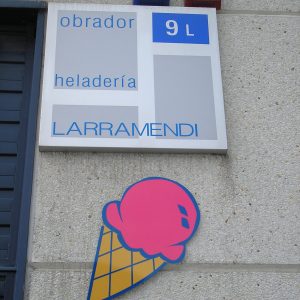 obrador
9 L
heladería
LARRAMENDI